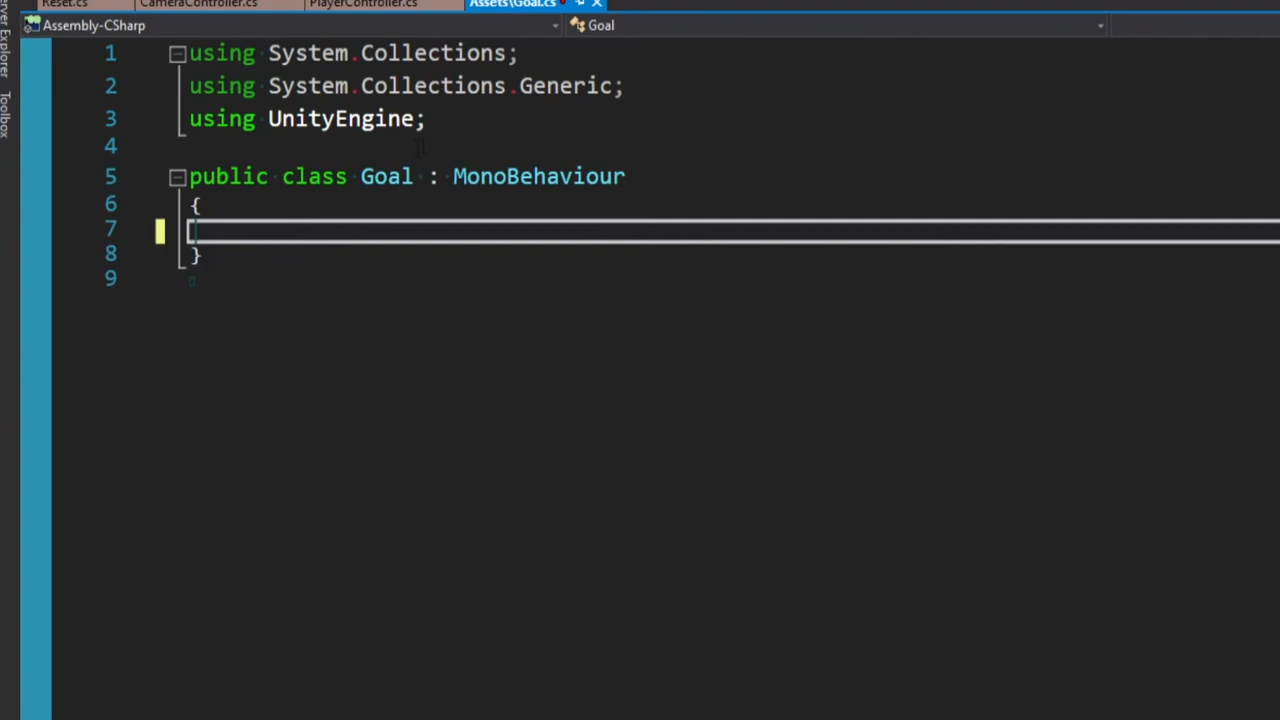 Reset.cs CameraController.cs PlayerController.cs Assets\Goal.cs
Assembly-CSharp Goal
Toolbox
1 using System.Collections;
2 using System.Collections.Generic;
3 using UnityEngine;
4
5 public class Goal : MonoBehaviour
6 {
7
8 }
9